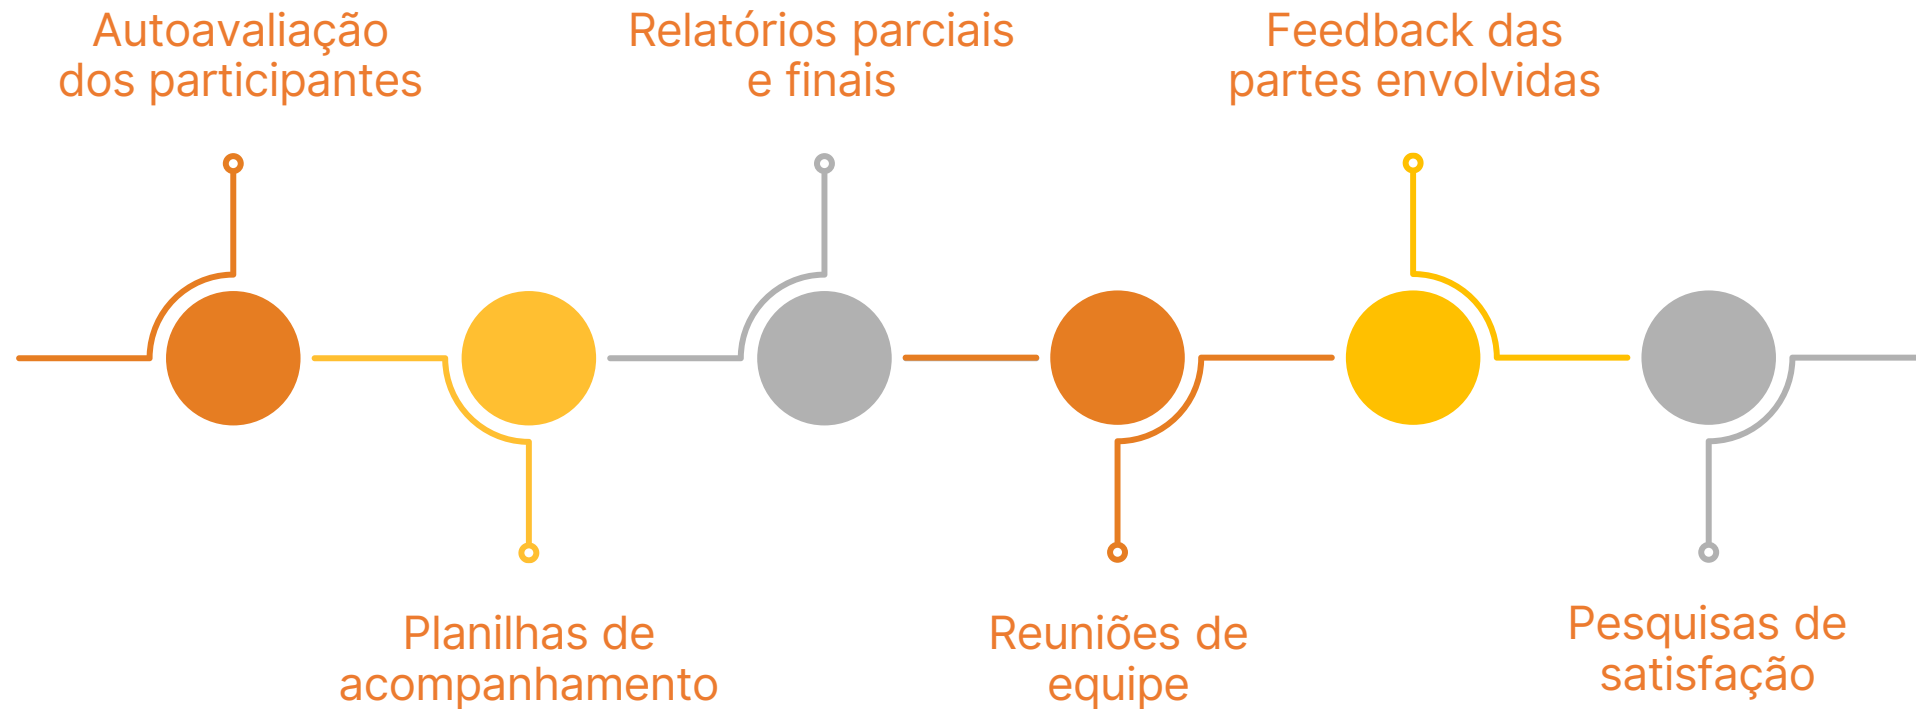 Autoavaliação
dos participantes
Relatórios parciais
e finais
Feedback das
partes envolvidas
Planilhas de
acompanhamento
Reuniões de
equipe
Pesquisas de
satisfação